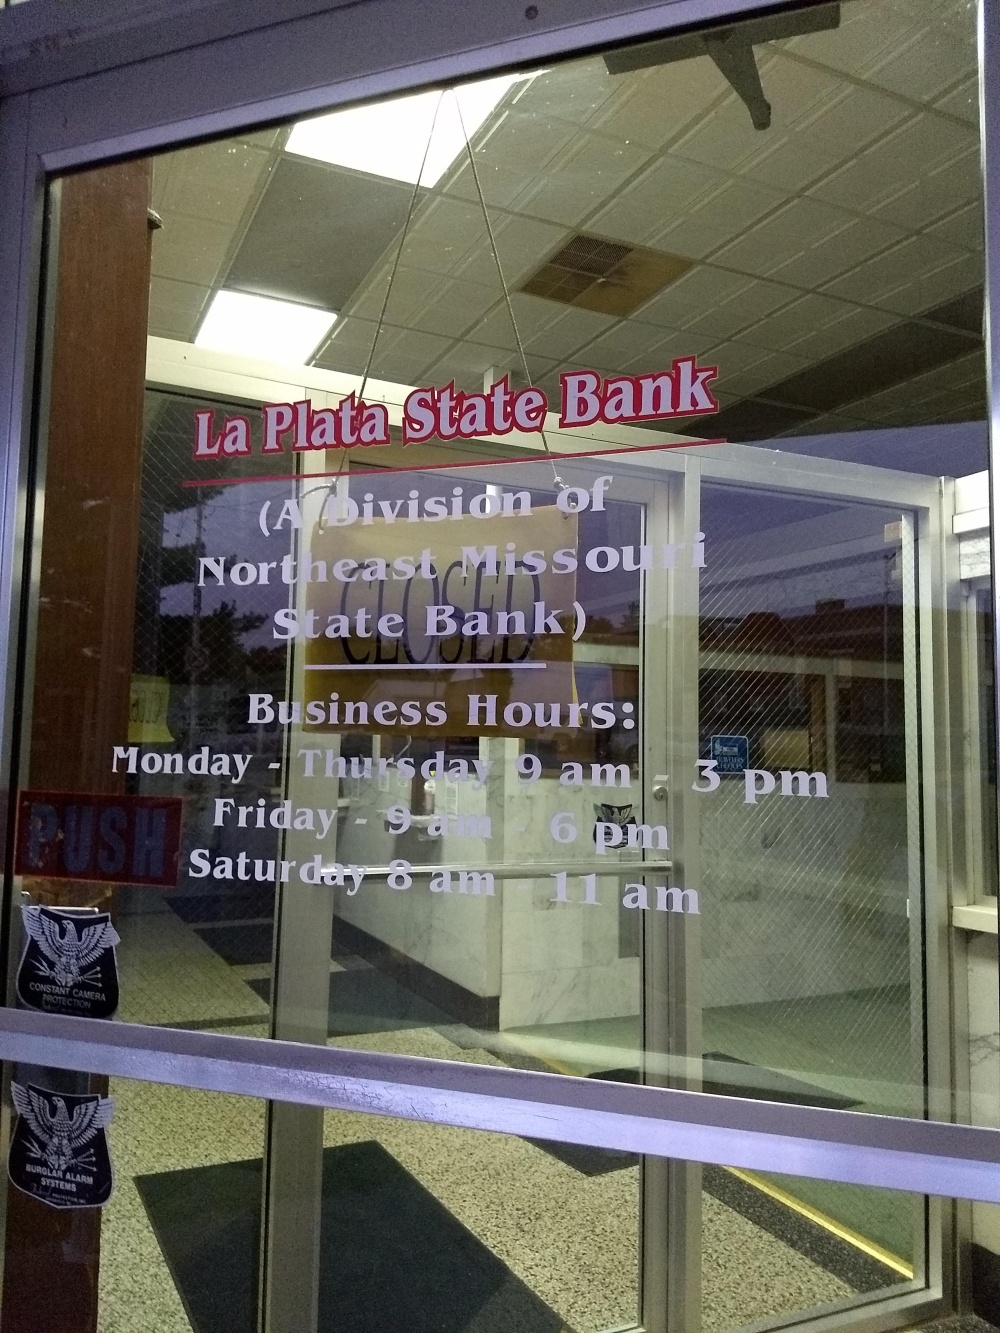 La Plata State Bank
(A Division of
Northeast Missouri
State Bank)
CLOSED
Business Hours:
Monday - Thursday 9 am - 3 pm
Friday - 9 am - 6 pm
Saturday 8 am - 11 am
PUSH
CONSTANT CAMERA
PROTECTION
BURGLAR ALARM
SYSTEMS